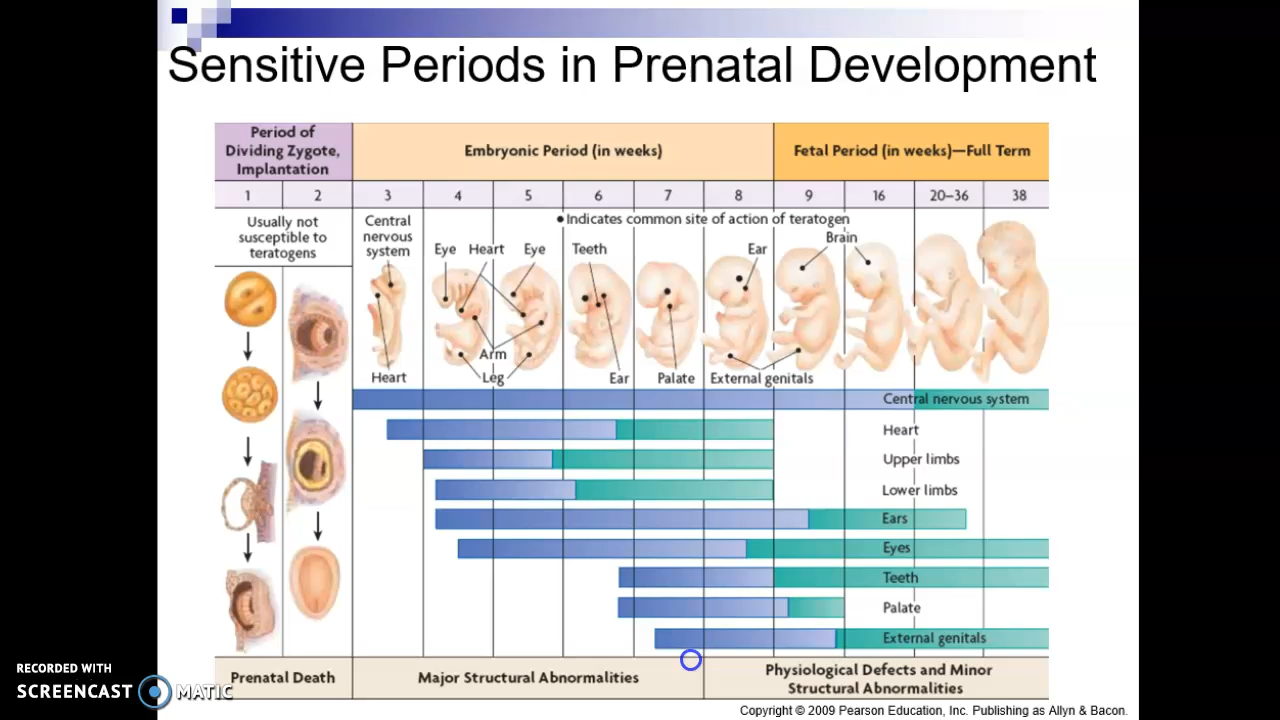 Sensitive Periods in Prenatal Development
Period of
Dividing Zygote,
Implantation
Embryonic Period (in weeks)
Fetal Period (in weeks)—Full Term
1 2 3 4 5 6 7 8 9 16 20–36 38
Usually not
susceptible to
teratogens
Central
nervous
system
•Indicates common site of action of teratogen
Eye Heart Eye Teeth Ear Brain
Arm
Heart Leg Ear Palate External genitals
Central nervous system
Heart
Upper limbs
Lower limbs
Ears
Eyes
Teeth
Palate
External genitals
Prenatal Death
Major Structural Abnormalities
Physiological Defects and Minor
Structural Abnormalities
RECORDED WITH
SCREENCAST MATIC
Copyright © 2009 Pearson Education, Inc. Publishing as Allyn & Bacon.